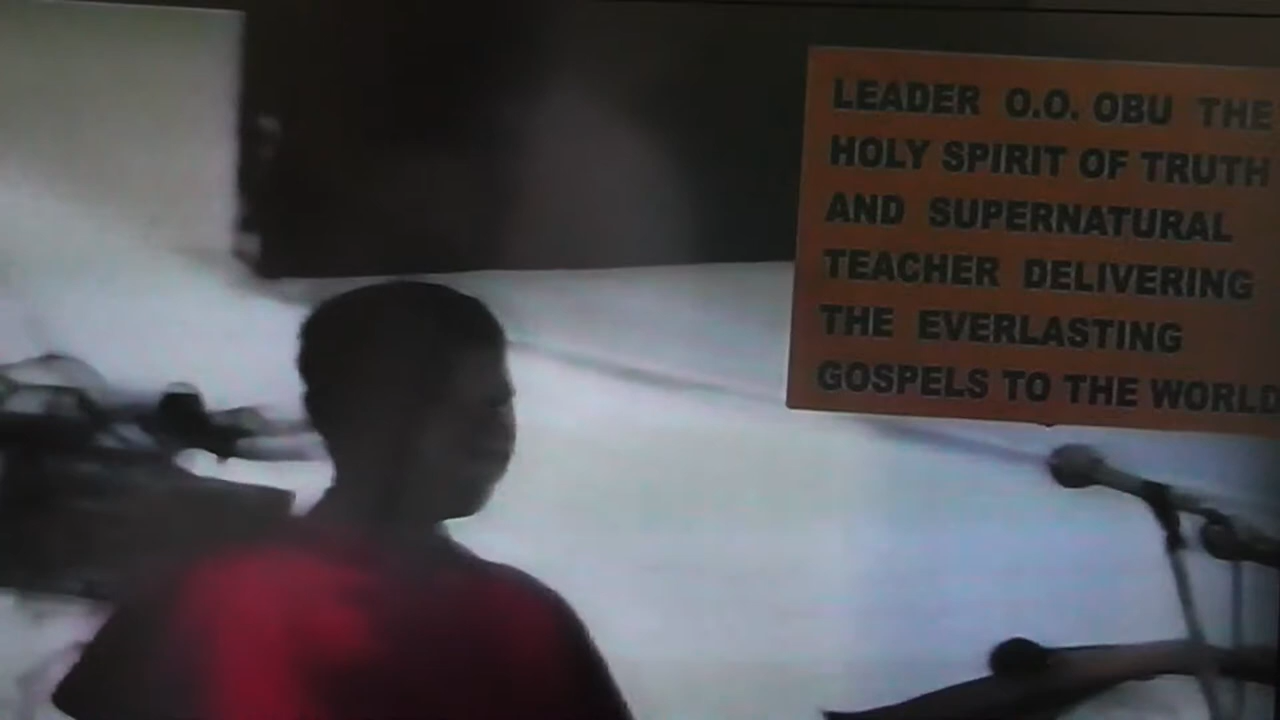 LEADER O.O. OBU THE
HOLY SPIRIT OF TRUTH
AND SUPERNATURAL
TEACHER DELIVERING
THE EVERLASTING
GOSPELS TO THE WORLD